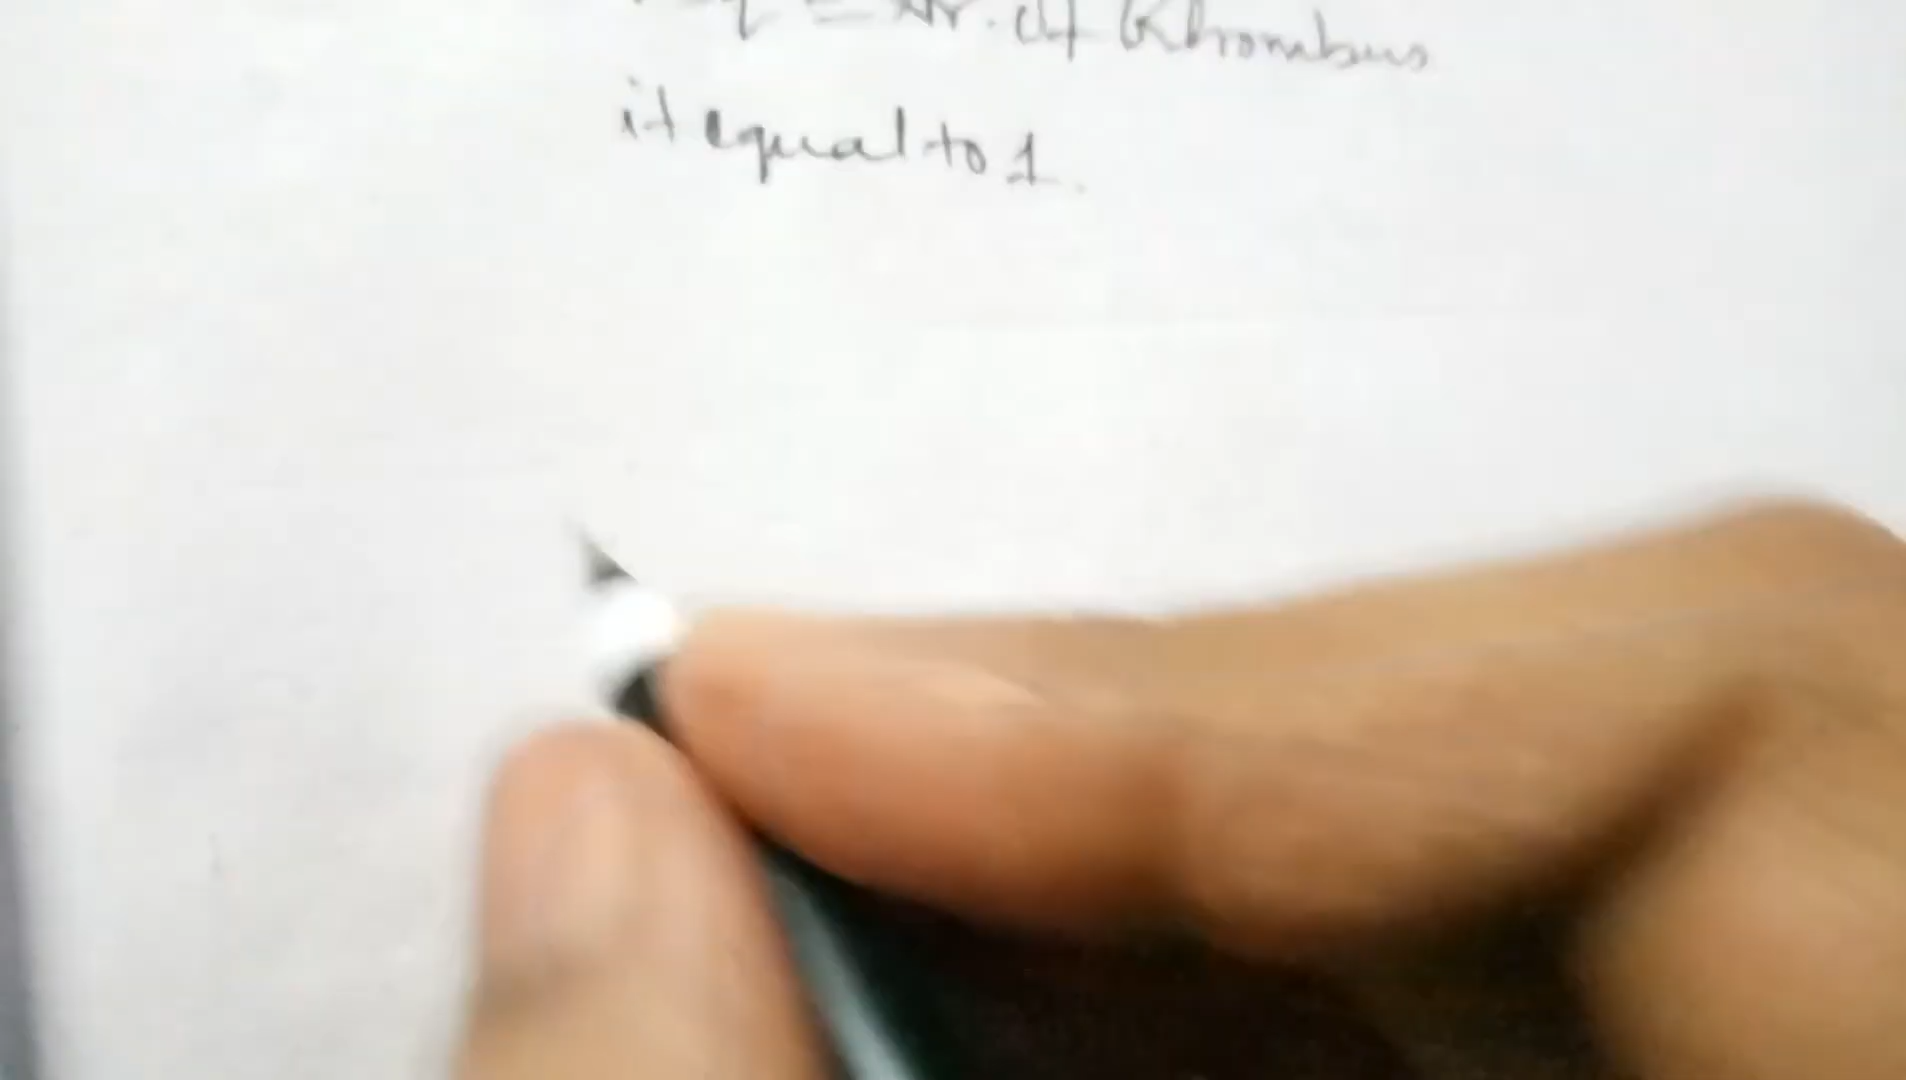 = Ar. of Rhombus
it equal to 1.